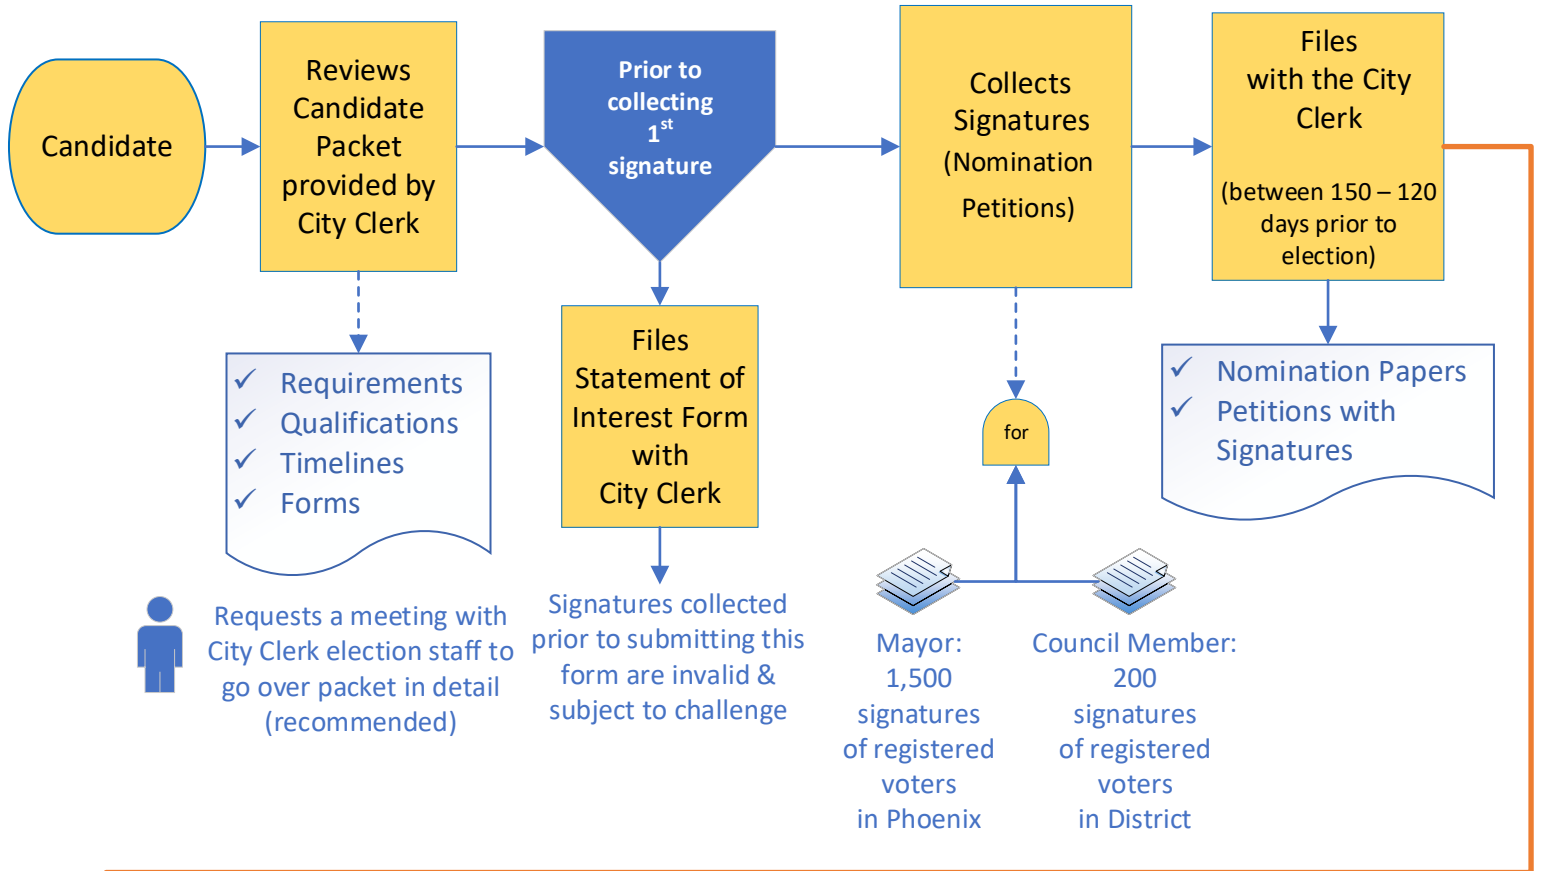 Candidate
Reviews
Candidate
Packet
provided by
City Clerk
Prior to
collecting
1st
signature
Collects
Signatures
(Nomination
Petitions)
Files
with the City
Clerk
(between 150 – 120
days prior to
election)
✓ Requirements
✓ Qualifications
✓ Timelines
✓ Forms
Requests a meeting with
City Clerk election staff to
go over packet in detail
(recommended)
Files
Statement of
Interest Form
with
City Clerk
Signatures collected
prior to submitting this
form are invalid &
subject to challenge
for
Mayor:
1,500
signatures
of registered
voters
in Phoenix
Council Member:
200
signatures
of registered
voters
in District
✓ Nomination Papers
✓ Petitions with
Signatures